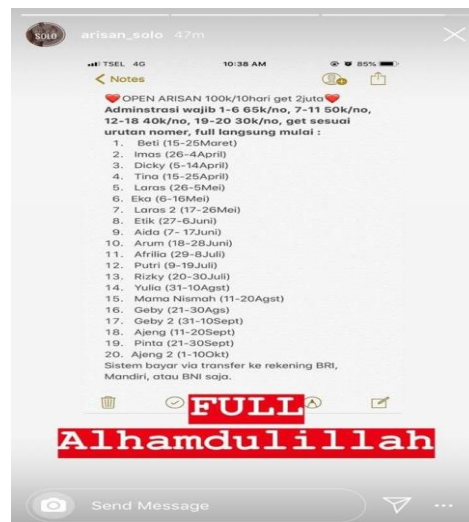 SOLO
arisan_solo 47m
TSEL 4G 10:38 AM 85%
Notes
❤️OPEN ARISAN 100k/10hari get 2juta❤️
Adminstrasi wajib 1-6 65k/no, 7-11 50k/no,
12-18 40k/no, 19-20 30k/no, get sesuai
urutan nomer, full langsung mulai :
1. Beti (15-25Maret)
2. Imas (26-4April)
3. Dicky (5-14April)
4. Tina (15-25April)
5. Laras (26-5Mei)
6. Eka (6-16Mei)
7. Laras 2 (17-26Mei)
8. Etik (27-6Juni)
9. Aida (7- 17Juni)
10. Arum (18-28Juni)
11. Afrilia (29-8Juli)
12. Putri (9-19Juli)
13. Rizky (20-30Juli)
14. Yulia (31-10Agst)
15. Mama Nismah (11-20Agst)
16. Geby (21-30Ags)
17. Geby 2 (31-10Sept)
18. Ajeng (11-20Sept)
19. Pinta (21-30Sept)
20. Ajeng 2 (1-10Okt)
Sistem bayar via transfer ke rekening BRI,
Mandiri, atau BNI saja.
FULL
Alhamdulillah
Send Message